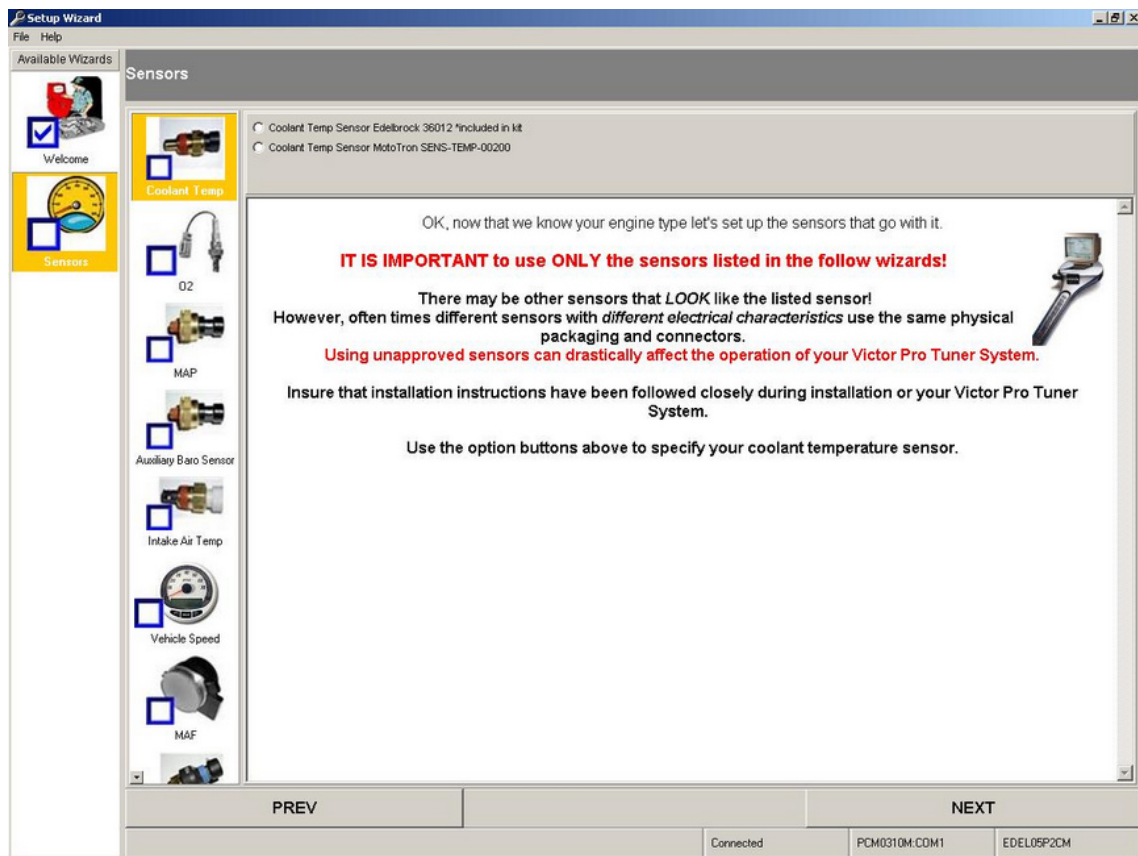 Setup Wizard
File Help
Available Wizards
Welcome
Sensors
Sensors
Coolant Temp
O2
MAP
Auxiliary Baro Sensor
Intake Air Temp
Vehicle Speed
MAF
Coolant Temp Sensor Edelbrock 36012 *included in kit
Coolant Temp Sensor MotoTron SENS-TEMP-00200
OK, now that we know your engine type let's set up the sensors that go with it.
IT IS IMPORTANT to use ONLY the sensors listed in the follow wizards!
There may be other sensors that LOOK like the listed sensor!
However, often times different sensors with different electrical characteristics use the same physical
packaging and connectors.
Using unapproved sensors can drastically affect the operation of your Victor Pro Tuner System.
Insure that installation instructions have been followed closely during installation or your Victor Pro Tuner
System.
Use the option buttons above to specify your coolant temperature sensor.
PREV
NEXT
Connected
PCM0310M:COM1
EDEL05P2CM